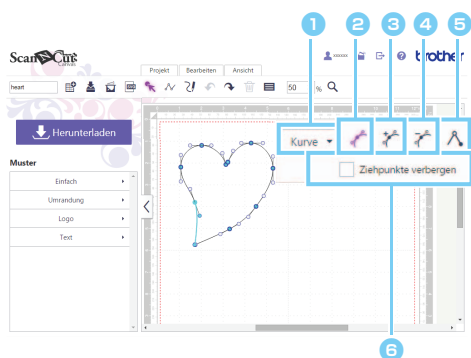 1 2 3 4 5
ScanNCut
Canvas
xxxxxx
brother
Projekt Bearbeiten Ansicht
heart
50 %
Kurve
Herunterladen
Ziehpunkte verbergen
Muster
Einfach
Umrandung
Logo
Text
6